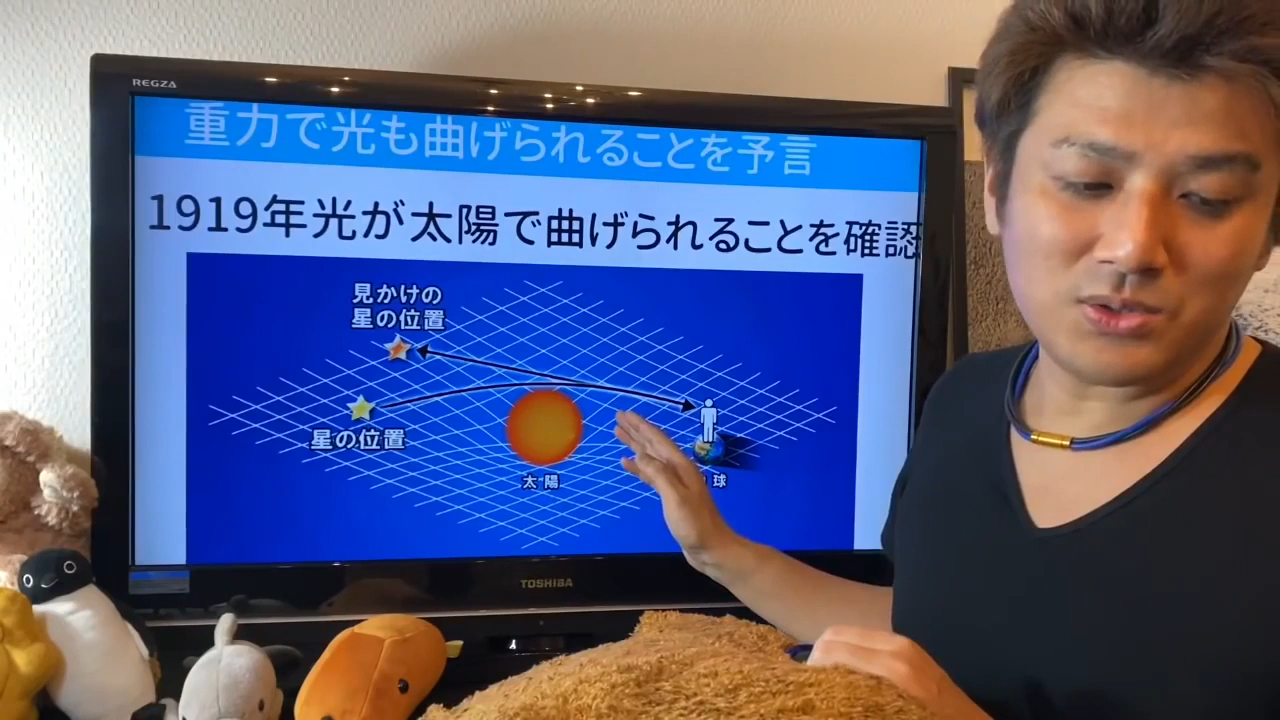 REGZA
重力で光も曲げられることを予言
1919年光が太陽で曲げられることを確認
見かけの
星の位置
星の位置
太陽
球
TOSHIBA